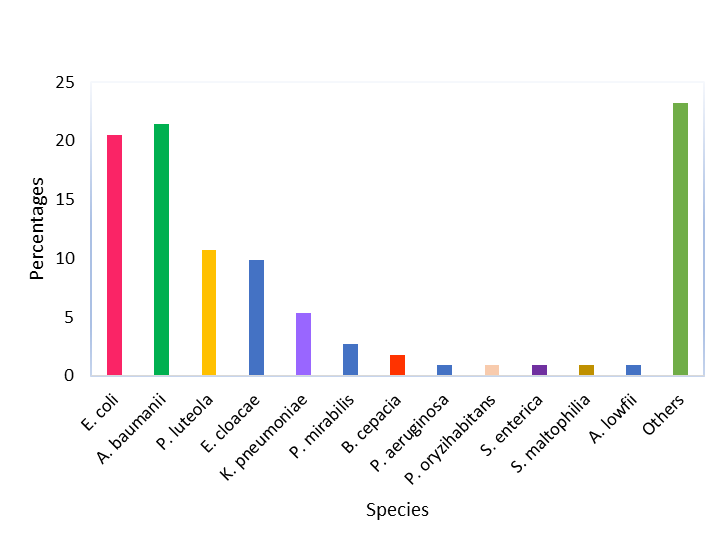 25
20
15
10
5
0
Percentages
E. coli
A. baumanii
P. luteola
E. cloacae
K. pneumoniae
P. mirabilis
B. cepacia
P. aeruginosa
P. oryzihabitans
S. enterica
S. maltophilia
A. lowfii
Others
Species